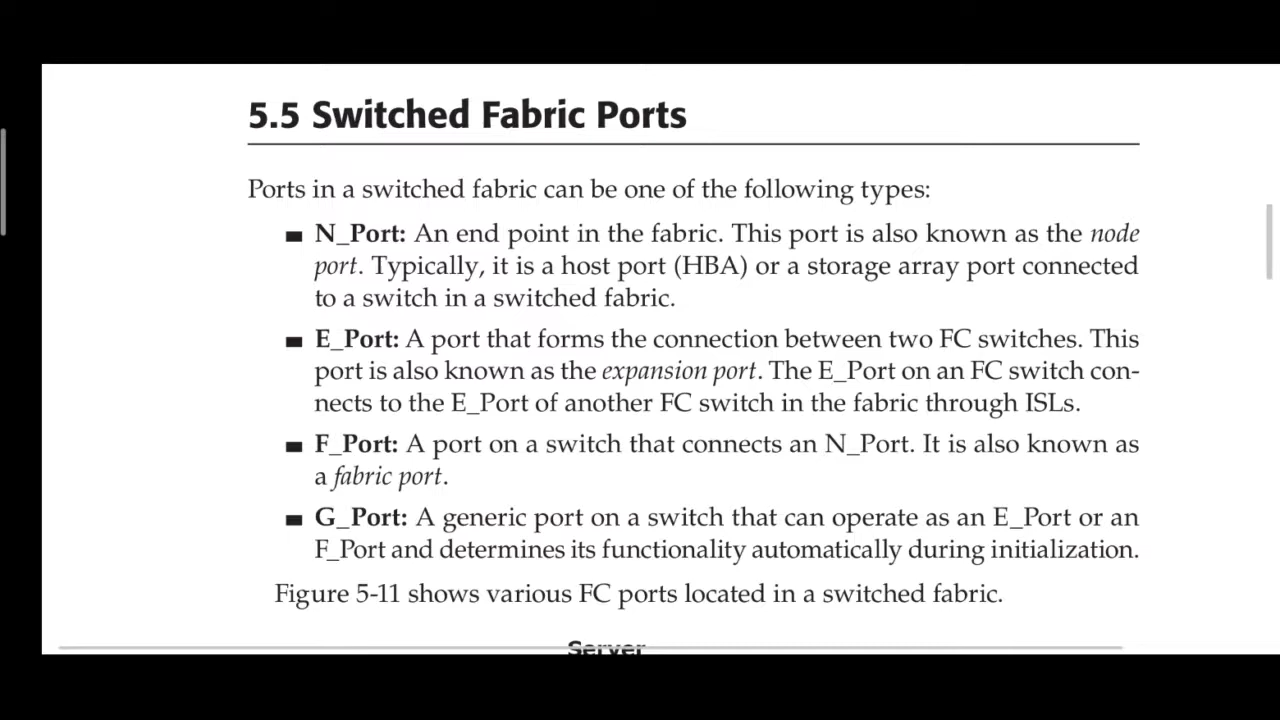 5.5 Switched Fabric Ports
Ports in a switched fabric can be one of the following types:
■ N_Port: An end point in the fabric. This port is also known as the node
port. Typically, it is a host port (HBA) or a storage array port connected
to a switch in a switched fabric.
■ E_Port: A port that forms the connection between two FC switches. This
port is also known as the expansion port. The E_Port on an FC switch con-
nects to the E_Port of another FC switch in the fabric through ISLs.
■ F_Port: A port on a switch that connects an N_Port. It is also known as
a fabric port.
■ G_Port: A generic port on a switch that can operate as an E_Port or an
F_Port and determines its functionality automatically during initialization.
Figure 5-11 shows various FC ports located in a switched fabric.
Server